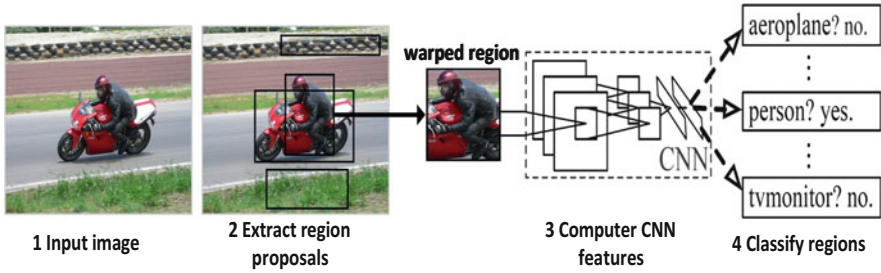 warped region
aeroplane? no.
person? yes.
CNN
tvmonitor? no.
1 Input image
2 Extract region
proposals
3 Computer CNN
features
4 Classify regions